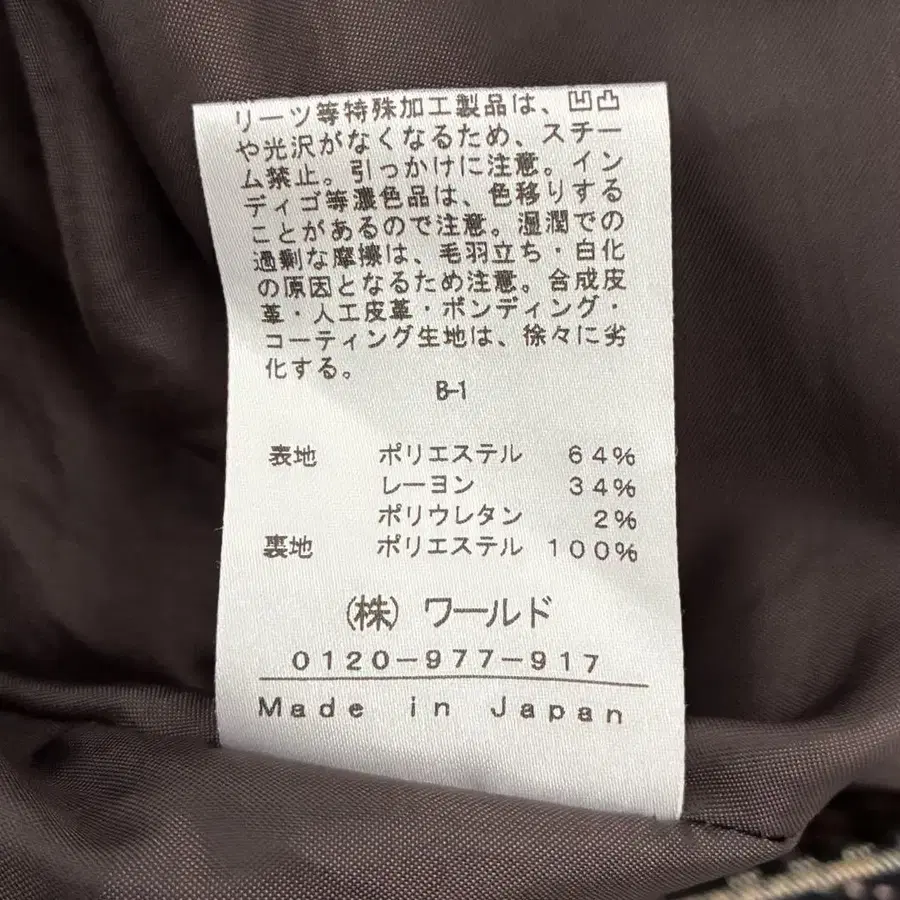 リーツ等特殊加工製品は、凹凸
や光沢がなくなるため、スチー
ム禁止。引っかけに注意。イン
ディゴ等濃色品は、色移りする
ことがあるので注意。湿潤での
過剰な摩擦は、毛羽立ち・白化
の原因となるため注意。合成皮
革・人工皮革・ボンディング・
コーティング生地は、徐々に劣
化する。
B-1
表地 ポリエステル 64%
レーヨン 34%
ポリウレタン 2%
裏地 ポリエステル 100%
(株) ワールド
0120-977-917
Made in Japan